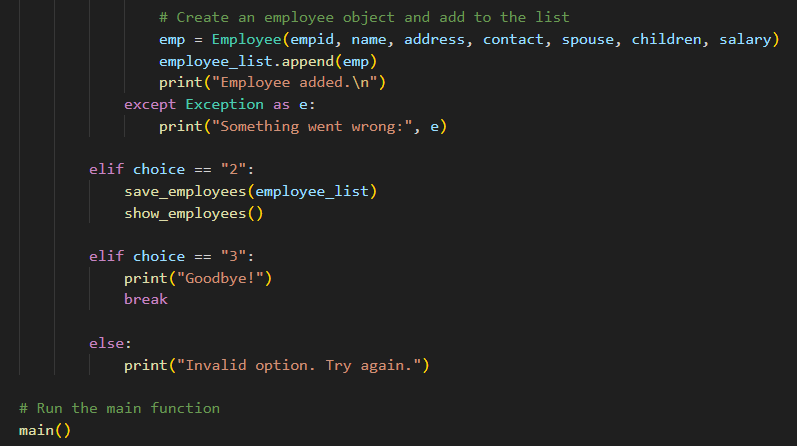 # Create an employee object and add to the list
emp = Employee(empid, name, address, contact, spouse, children, salary)
employee_list.append(emp)
print("Employee added.\n")
except Exception as e:
print("Something went wrong:", e)
elif choice == "2":
save_employees(employee_list)
show_employees()
elif choice == "3":
print("Goodbye!")
break
else:
print("Invalid option. Try again.")
# Run the main function
main()